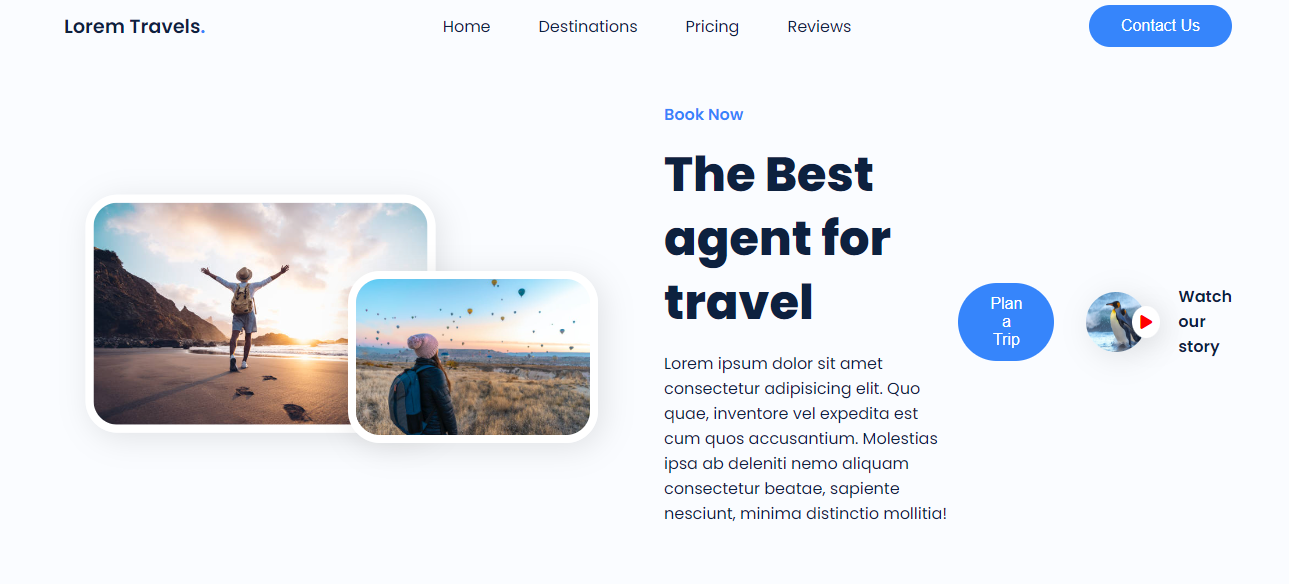 Lorem Travels.
Home
Destinations
Pricing
Reviews
Contact Us
Book Now
The Best
agent for
travel
Lorem ipsum dolor sit amet
consectetur adipisicing elit. Quo
quae, inventore vel expedita est
cum quos accusantium. Molestias
ipsa ab deleniti nemo aliquam
consectetur beatae, sapiente
nesciunt, minima distinctio mollitia!
Plan
a
Trip
Watch
our
story